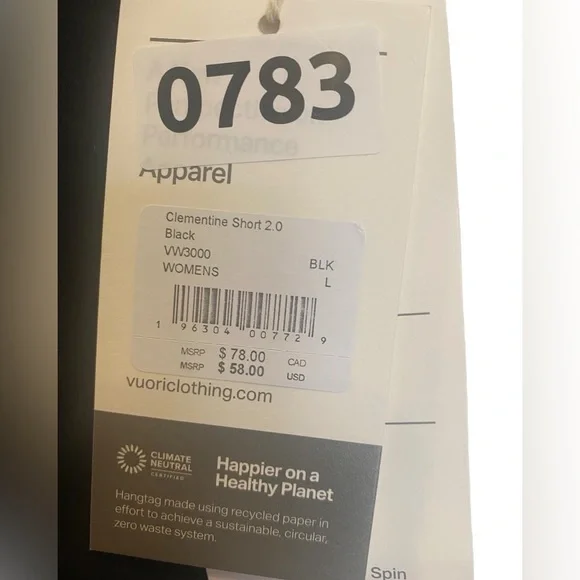 0783
Performance
Apparel
Clementine Short 2.0
Black
VW3000 BLK
WOMENS L
1 96304 00772 9
MSRP $ 78.00 CAD
MSRP $ 58.00 USD
vuoriclothing.com
CLIMATE
NEUTRAL
CERTIFIED
Happier on a
Healthy Planet
Hangtag made using recycled paper in
effort to achieve a sustainable, circular,
zero waste system.
Spin